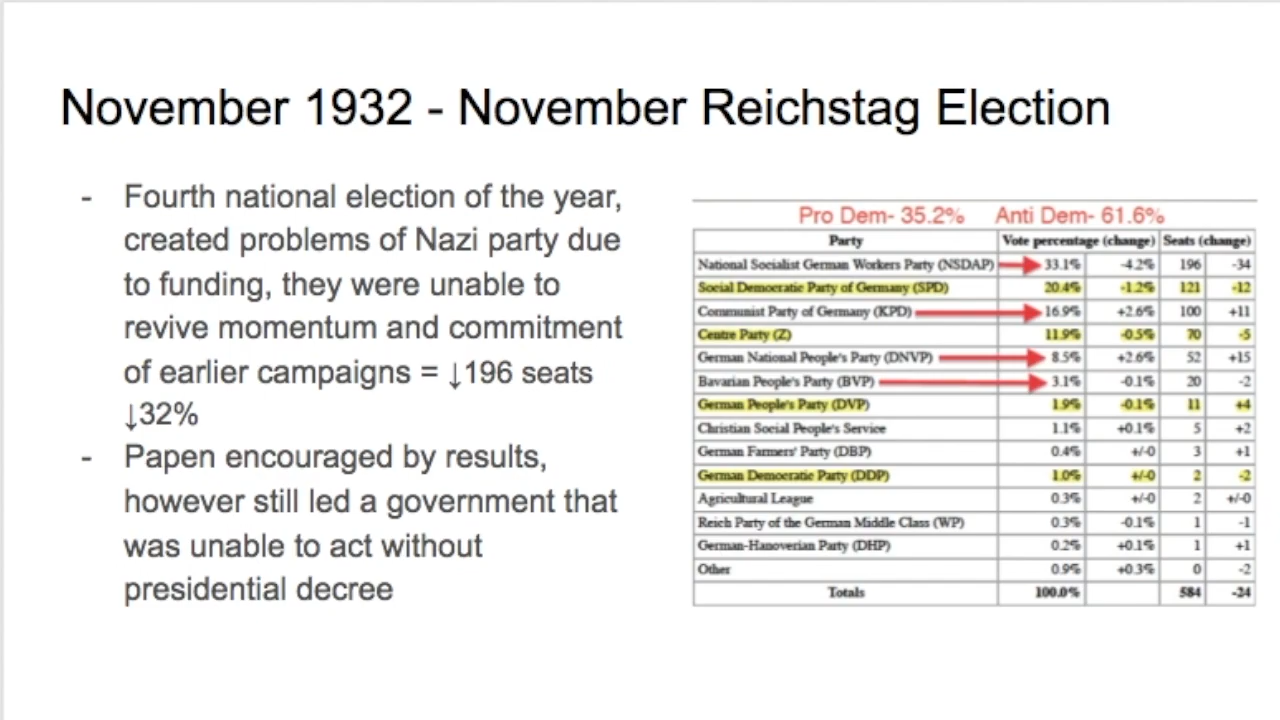 November 1932 - November Reichstag Election
- Fourth national election of the year,
created problems of Nazi party due
to funding, they were unable to
revive momentum and commitment
of earlier campaigns = ↓196 seats
↓32%
- Papen encouraged by results,
however still led a government that
was unable to act without
presidential decree
Pro Dem- 35.2% Anti Dem- 61.6%
Party Vote percentage (change) Seats (change)
National Socialist German Workers Party (NSDAP) 33.1% -4.2% 196 -34
Social Democratic Party of Germany (SPD) 20.4% -1.2% 121 -12
Communist Party of Germany (KPD) 16.9% +2.6% 100 +11
Centre Party (Z) 11.9% -0.5% 70 -5
German National People's Party (DNVP) 8.5% +2.6% 52 +15
Bavarian People's Party (BVP) 3.1% -0.1% 20 -2
German People's Party (DVP) 1.9% -0.1% 11 +4
Christian Social People's Service 1.1% +0.1% 5 +2
German Farmers' Party (DBP) 0.4% +/-0 3 +1
German Democratic Party (DDP) 1.0% +/-0 2 -2
Agricultural League 0.3% +/-0 2 +/-0
Reich Party of the German Middle Class (WP) 0.3% -0.1% 1 -1
German-Hanoverian Party (DHP) 0.2% +0.1% 1 +1
Other 0.9% +0.3% 0 -2
Totals 100.0% 584 -24